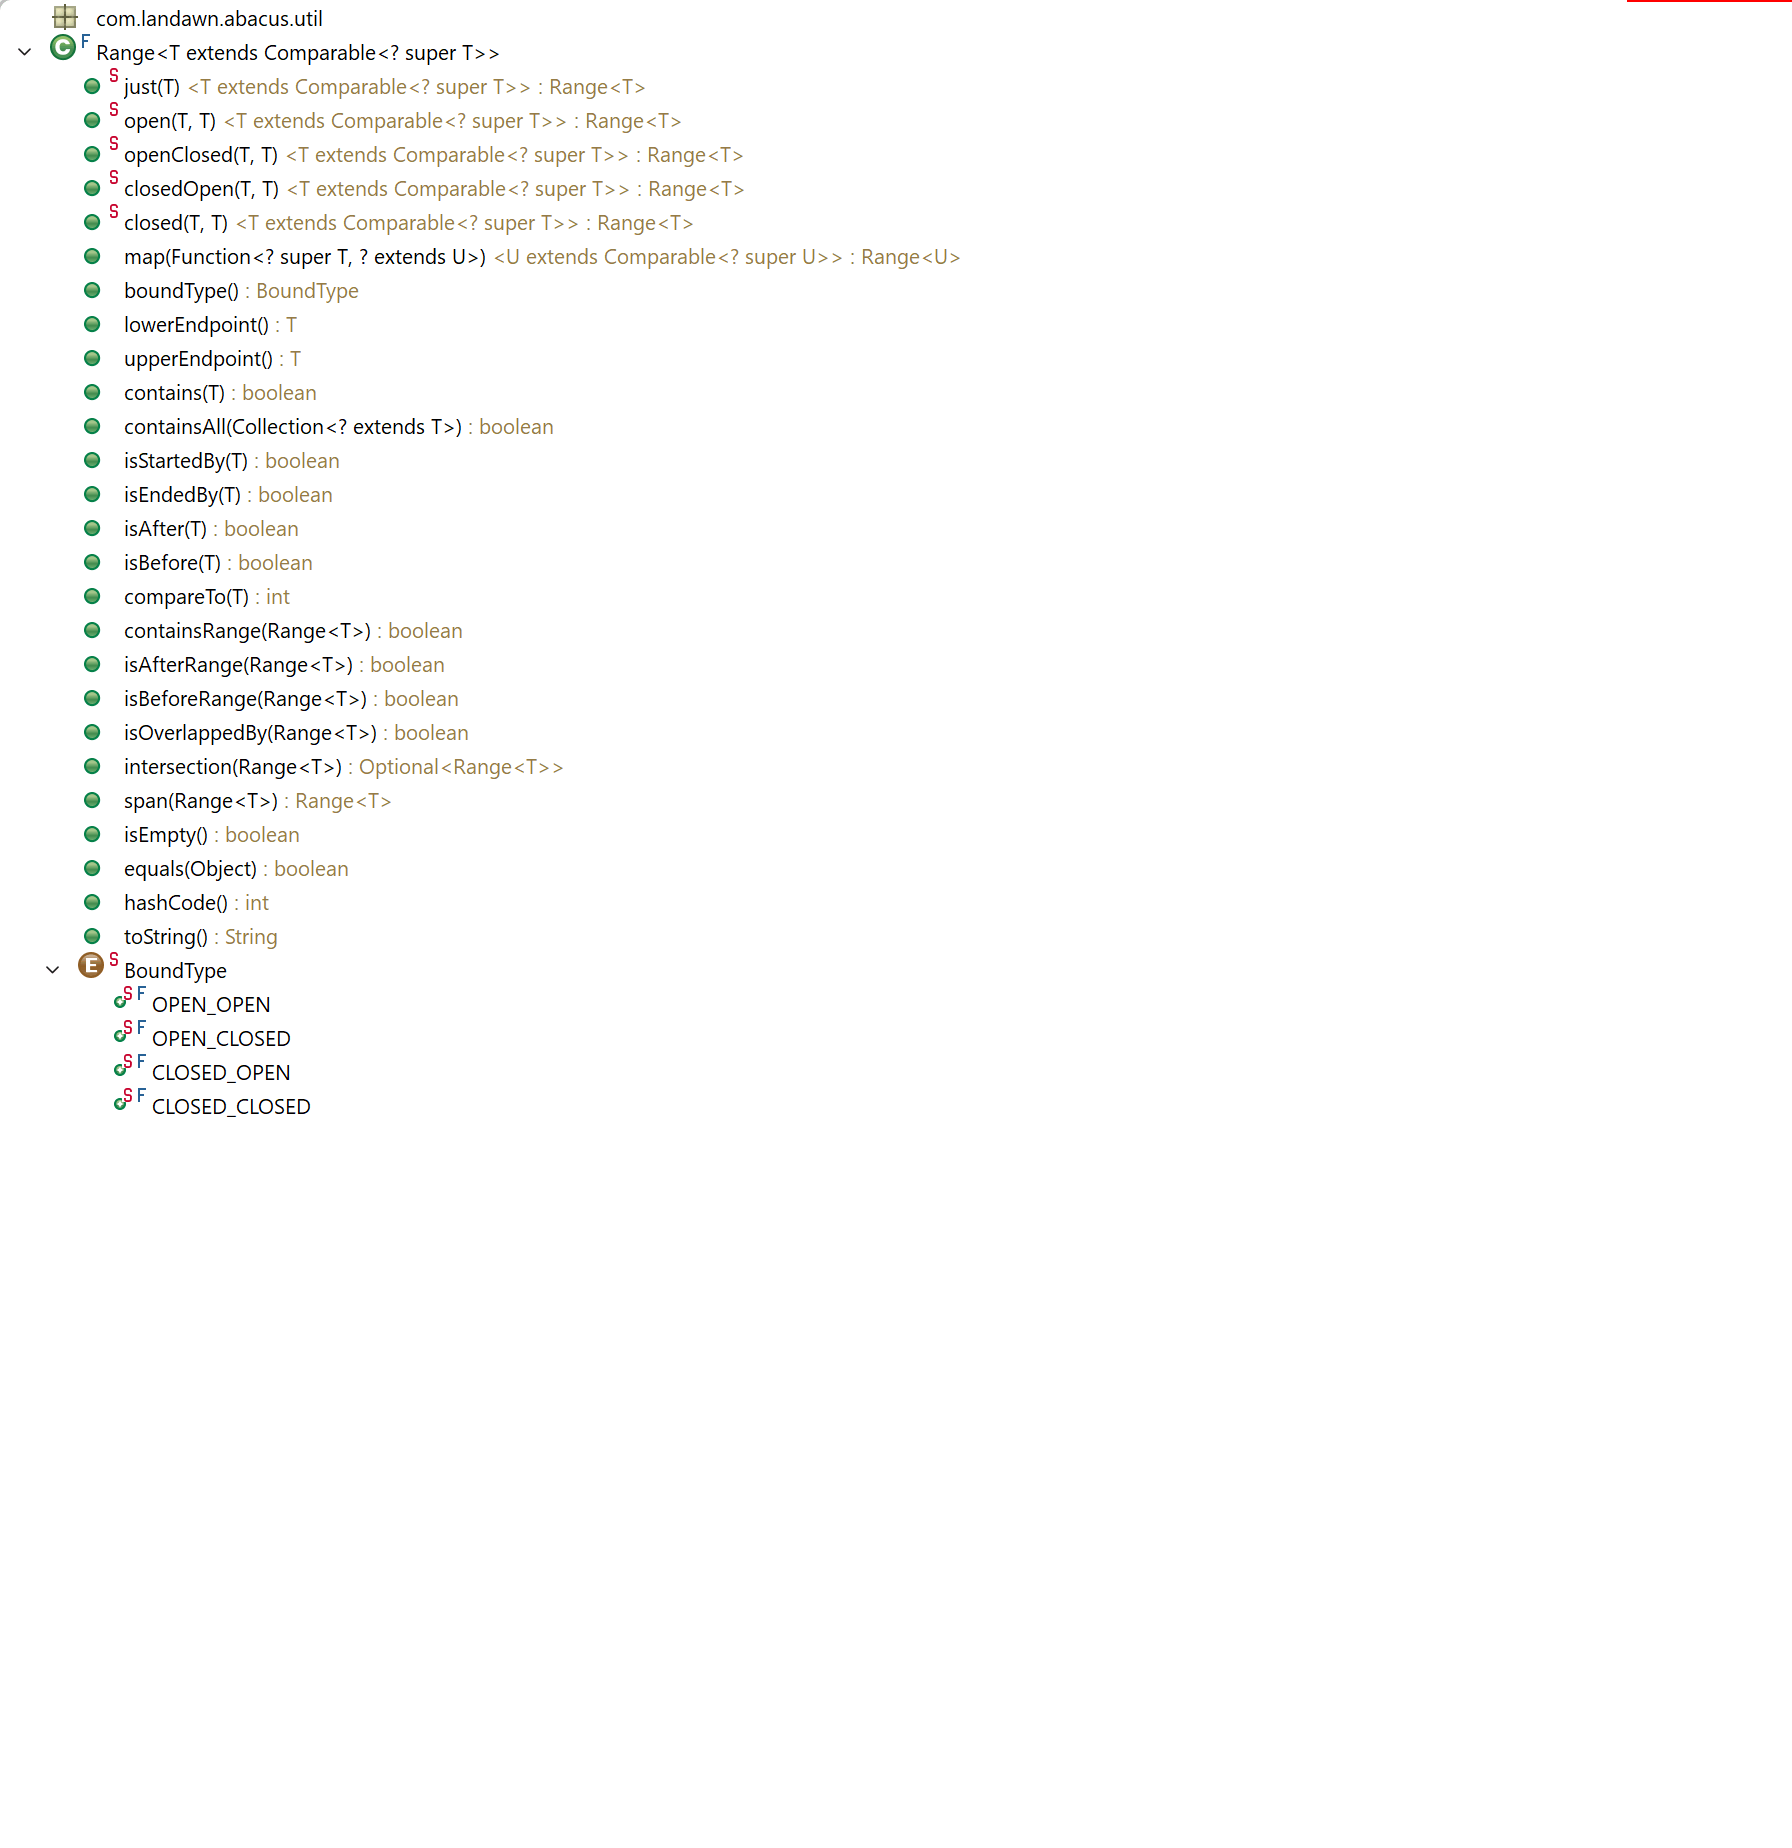 com.landawn.abacus.util
C F Range<T extends Comparable<? super T>>
S just(T) <T extends Comparable<? super T>> : Range<T>
S open(T, T) <T extends Comparable<? super T>> : Range<T>
S openClosed(T, T) <T extends Comparable<? super T>> : Range<T>
S closedOpen(T, T) <T extends Comparable<? super T>> : Range<T>
S closed(T, T) <T extends Comparable<? super T>> : Range<T>
map(Function<? super T, ? extends U>) <U extends Comparable<? super U>> : Range<U>
boundType() : BoundType
lowerEndpoint() : T
upperEndpoint() : T
contains(T) : boolean
containsAll(Collection<? extends T>) : boolean
isStartedBy(T) : boolean
isEndedBy(T) : boolean
isAfter(T) : boolean
isBefore(T) : boolean
compareTo(T) : int
containsRange(Range<T>) : boolean
isAfterRange(Range<T>) : boolean
isBeforeRange(Range<T>) : boolean
isOverlappedBy(Range<T>) : boolean
intersection(Range<T>) : Optional<Range<T>>
span(Range<T>) : Range<T>
isEmpty() : boolean
equals(Object) : boolean
hashCode() : int
toString() : String
E S BoundType
S F OPEN_OPEN
S F OPEN_CLOSED
S F CLOSED_OPEN
S F CLOSED_CLOSED